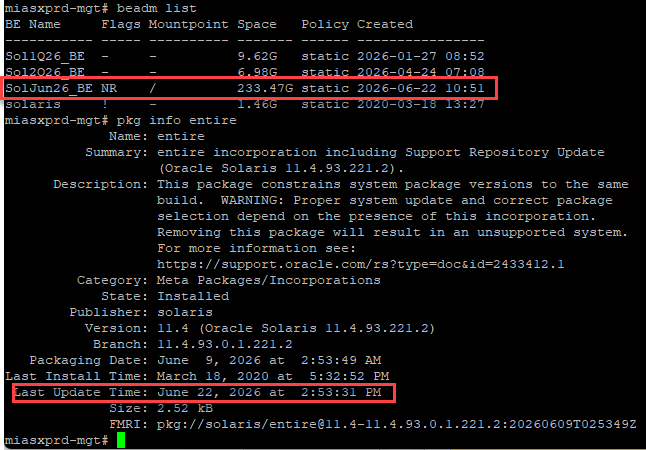 miasxprd-mgt# beadm list
BE Name      Flags Mountpoint Space   Policy Created
----------- ----- ---------- ------- ------ ----------------
Sol1Q26_BE   -     -          9.62G   static 2026-01-27 08:52
Sol2Q26_BE   -     -          6.98G   static 2026-04-24 07:08
SolJun26_BE NR    /          233.47G static 2026-06-22 10:51
solaris      !     -          1.46G   static 2020-03-18 13:27
miasxprd-mgt# pkg info entire
Name: entire
Summary: entire incorporation including Support Repository Update
(Oracle Solaris 11.4.93.221.2).
Description: This package constrains system package versions to the same
build.  WARNING: Proper system update and correct package
selection depend on the presence of this incorporation.
Removing this package will result in an unsupported system.
For more information see:
https://support.oracle.com/rs?type=doc&id=2433412.1
Category: Meta Packages/Incorporations
State: Installed
Publisher: solaris
Version: 11.4 (Oracle Solaris 11.4.93.221.2)
Branch: 11.4.93.0.1.221.2
Packaging Date: June  9, 2026 at  2:53:49 AM
Last Install Time: March 18, 2020 at  5:32:52 PM
Last Update Time: June 22, 2026 at  2:53:31 PM
Size: 2.52 kB
FMRI: pkg://solaris/entire@11.4-11.4.93.0.1.221.2:20260609T025349Z
miasxprd-mgt#